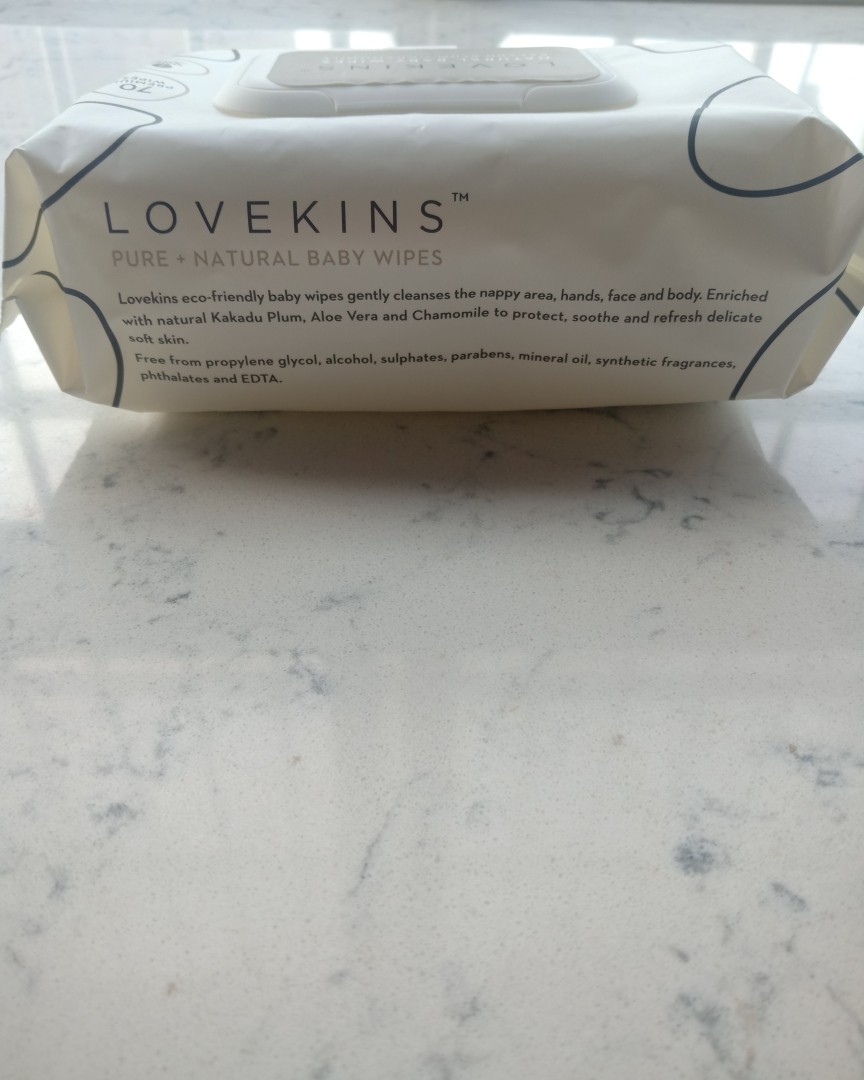 LOVEKINS
70
LOVEKINS™
PURE + NATURAL BABY WIPES
Lovekins eco-friendly baby wipes gently cleanses the nappy area, hands, face and body. Enriched
with natural Kakadu Plum, Aloe Vera and Chamomile to protect, soothe and refresh delicate
soft skin.
Free from propylene glycol, alcohol, sulphates, parabens, mineral oil, synthetic fragrances,
phthalates and EDTA.